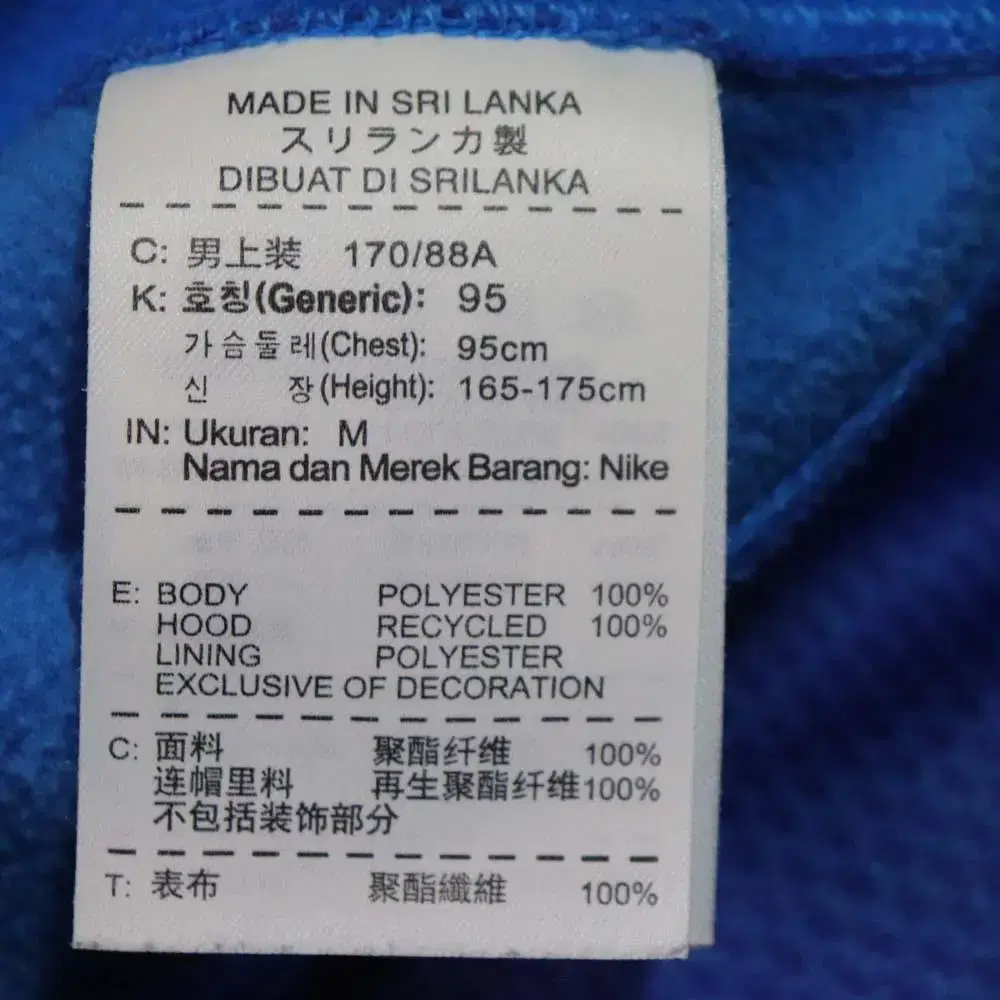 MADE IN SRI LANKA
スリランカ製
DIBUAT DI SRILANKA
C: 男上装 170/88A
K: 호칭(Generic): 95
가슴둘레(Chest): 95cm
신 장(Height): 165-175cm
IN: Ukuran: M
Nama dan Merek Barang: Nike
E: BODY POLYESTER 100%
HOOD RECYCLED 100%
LINING POLYESTER
EXCLUSIVE OF DECORATION
C: 面料 聚酯纤维 100%
连帽里料 再生聚酯纤维100%
不包括装饰部分
T: 表布 聚酯纖維 100%